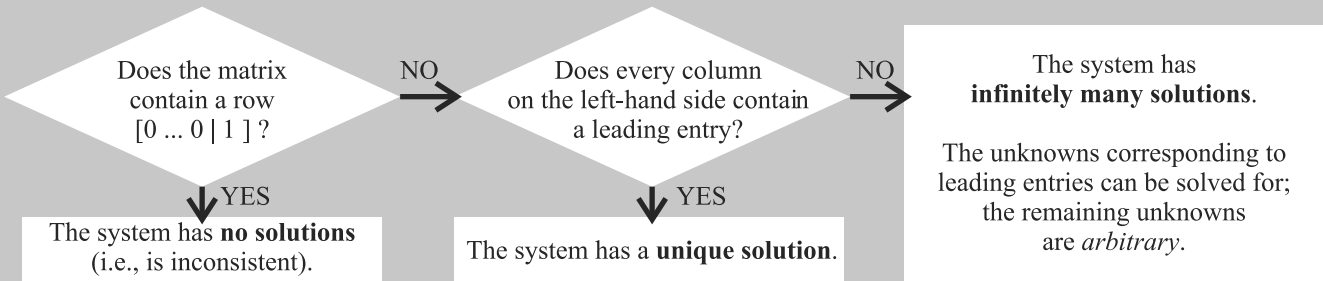 Does the matrix
contain a row
[0 ... 0 | 1 ] ?
NO
YES
The system has no solutions
(i.e., is inconsistent).
Does every column
on the left-hand side contain
a leading entry?
NO
YES
The system has a unique solution.
The system has
infinitely many solutions.
The unknowns corresponding to
leading entries can be solved for;
the remaining unknowns
are arbitrary.